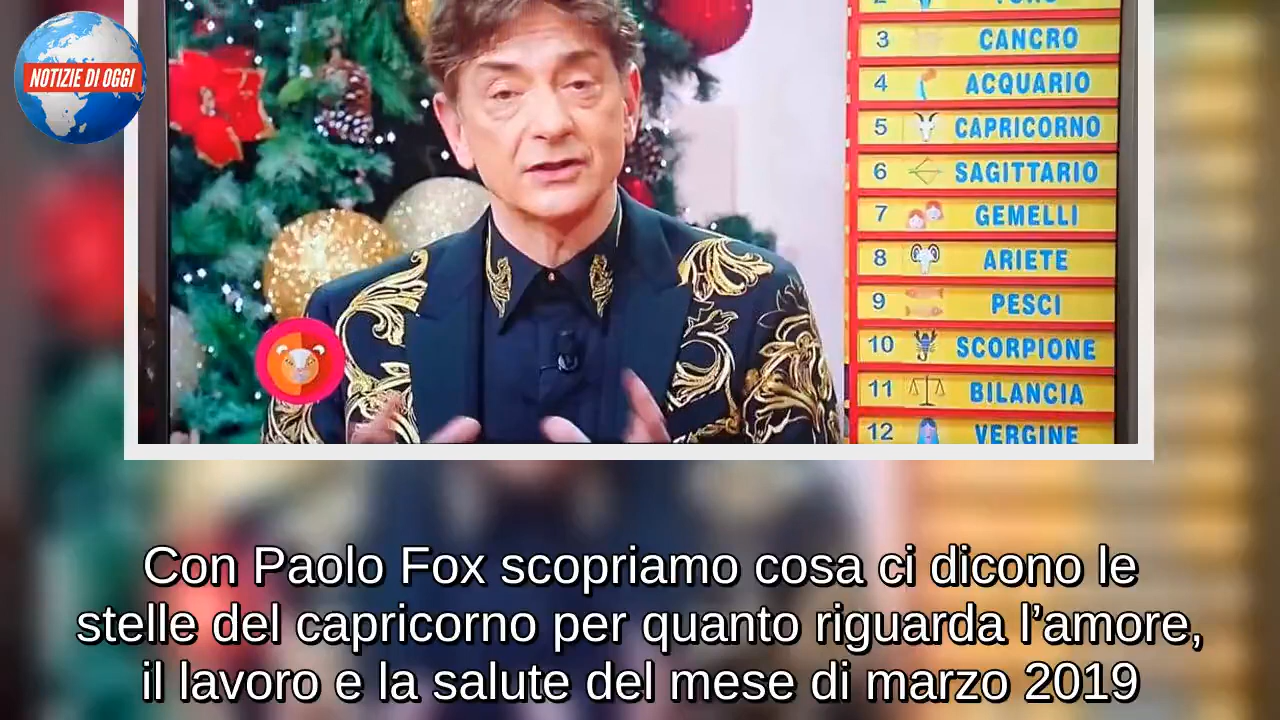 NOTIZIE DI OGGI
2 TORO
3 CANCRO
4 ACQUARIO
5 CAPRICORNO
6 SAGITTARIO
7 GEMELLI
8 ARIETE
9 PESCI
10 SCORPIONE
11 BILANCIA
12 VERGINE
Con Paolo Fox scopriamo cosa ci dicono le
stelle del capricorno per quanto riguarda l’amore,
il lavoro e la salute del mese di marzo 2019